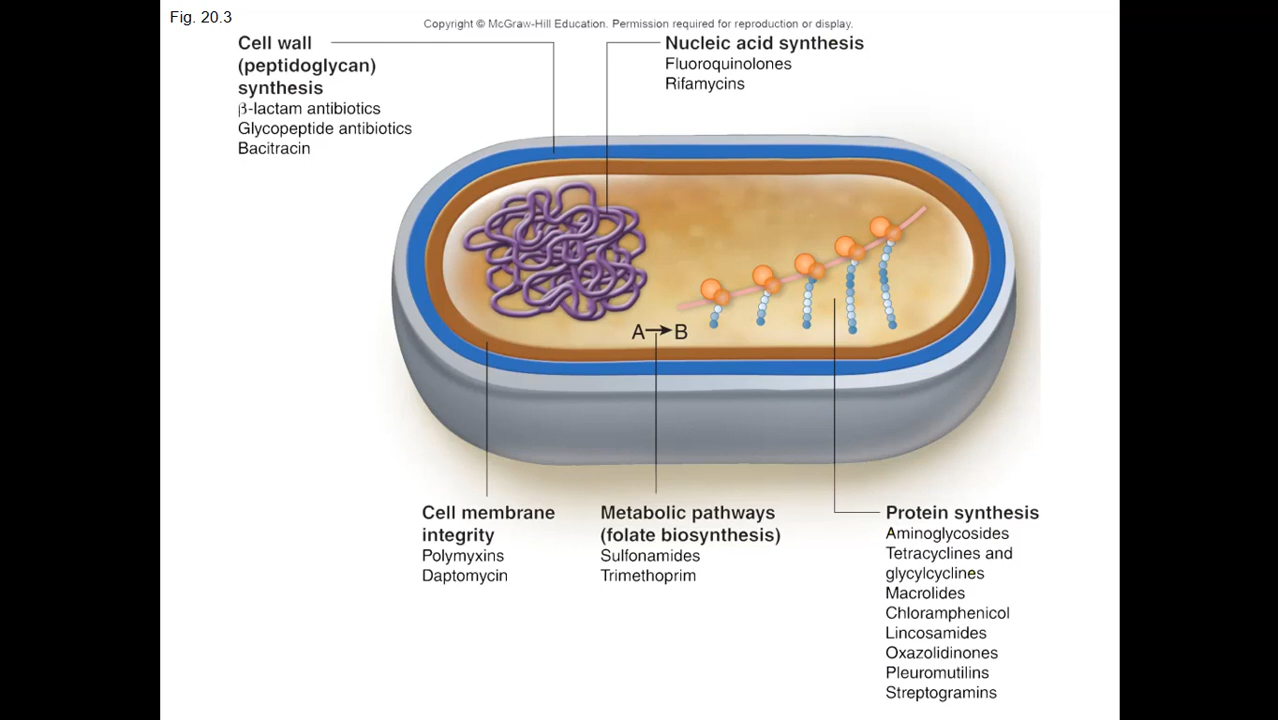 Fig. 20.3
Copyright © McGraw-Hill Education. Permission required for reproduction or display.
Cell wall
(peptidoglycan)
synthesis
β-lactam antibiotics
Glycopeptide antibiotics
Bacitracin
Nucleic acid synthesis
Fluoroquinolones
Rifamycins
A→B
Cell membrane
integrity
Polymyxins
Daptomycin
Metabolic pathways
(folate biosynthesis)
Sulfonamides
Trimethoprim
Protein synthesis
Aminoglycosides
Tetracyclines and
glycylcyclines
Macrolides
Chloramphenicol
Lincosamides
Oxazolidinones
Pleuromutilins
Streptogramins